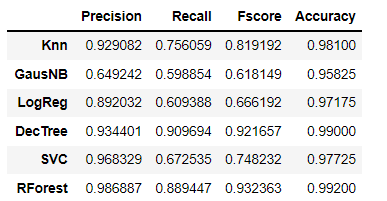 Precision Recall Fscore Accuracy
Knn 0.929082 0.756059 0.819192 0.98100
GausNB 0.649242 0.598854 0.618149 0.95825
LogReg 0.892032 0.609388 0.666192 0.97175
DecTree 0.934401 0.909694 0.921657 0.99000
SVC 0.968329 0.672535 0.748232 0.97725
RForest 0.986887 0.889447 0.932363 0.99200